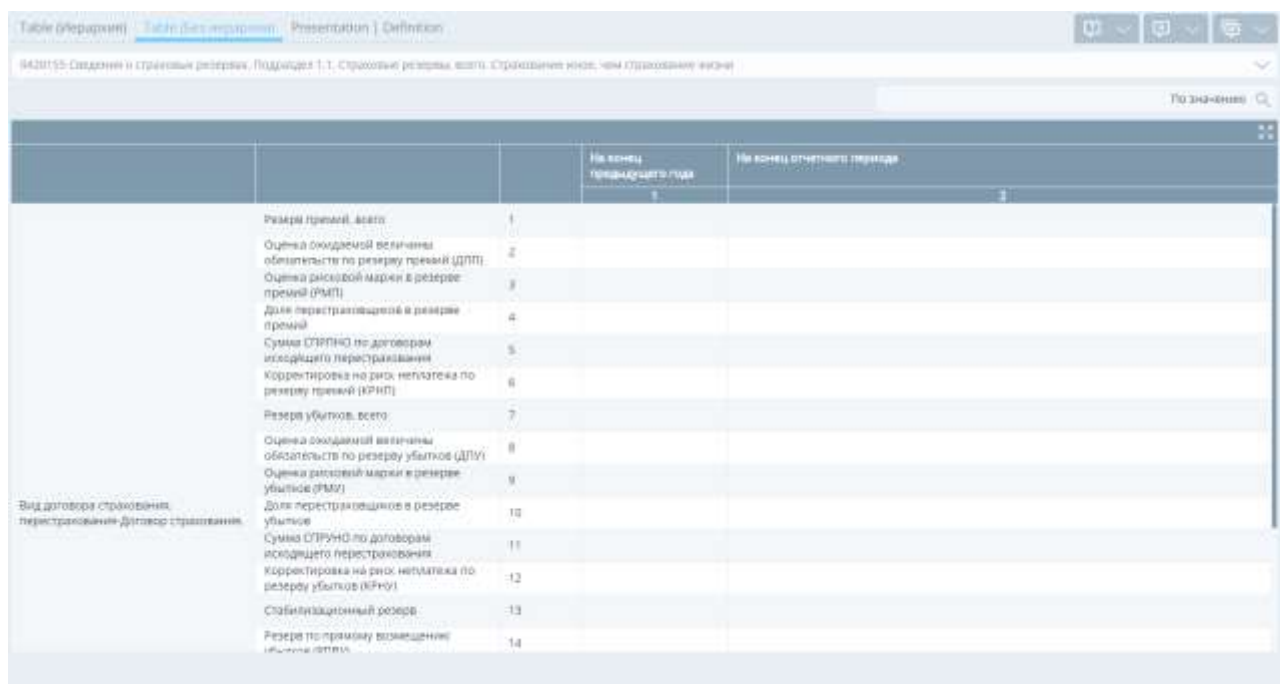 Table (Иерархия) Table (Без иерархии) Presentation | Definition
0420155 Сведения о страховых резервах. Подраздел 1.1. Страховые резервы, всего. Страхование иное, чем страхование жизни
По значению
На конец предыдущего года
На конец отчетного периода
1 2
Резерв премий, всего 1
Оценка ожидаемой величины
обязательств по резерву премий (ДПП) 2
Оценка рисковой маржи в резерве
премий (РМП) 3
Доля перестраховщиков в резерве
премий 4
Сумма СПРПНО по договорам
исходящего перестрахования 5
Корректировка на риск неплатежа по
резерву премий (КРНП) 6
Резерв убытков, всего 7
Оценка ожидаемой величины
обязательств по резерву убытков (ДПУ) 8
Оценка рисковой маржи в резерве
убытков (РМУ) 9
Вид договора страхования,
перестрахования-Договор страхования.
Доля перестраховщиков в резерве
убытков 10
Сумма СПРУНО по договорам
исходящего перестрахования 11
Корректировка на риск неплатежа по
резерву убытков (КРНУ) 12
Стабилизационный резерв 13
Резерв по прямому возмещению
убытков (РПВУ) 14